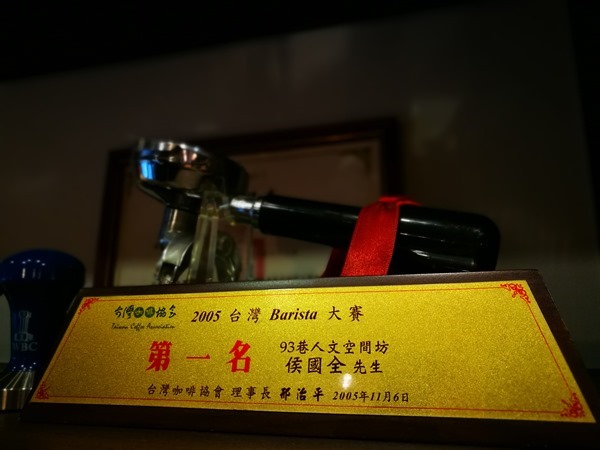 台灣咖啡協會
Taiwan Coffee Association
2005 台灣 Barista 大賽
第一名
93巷人文空間坊
侯國全 先生
台灣咖啡協會 理事長 邢治平 2005年11月6日
WBC